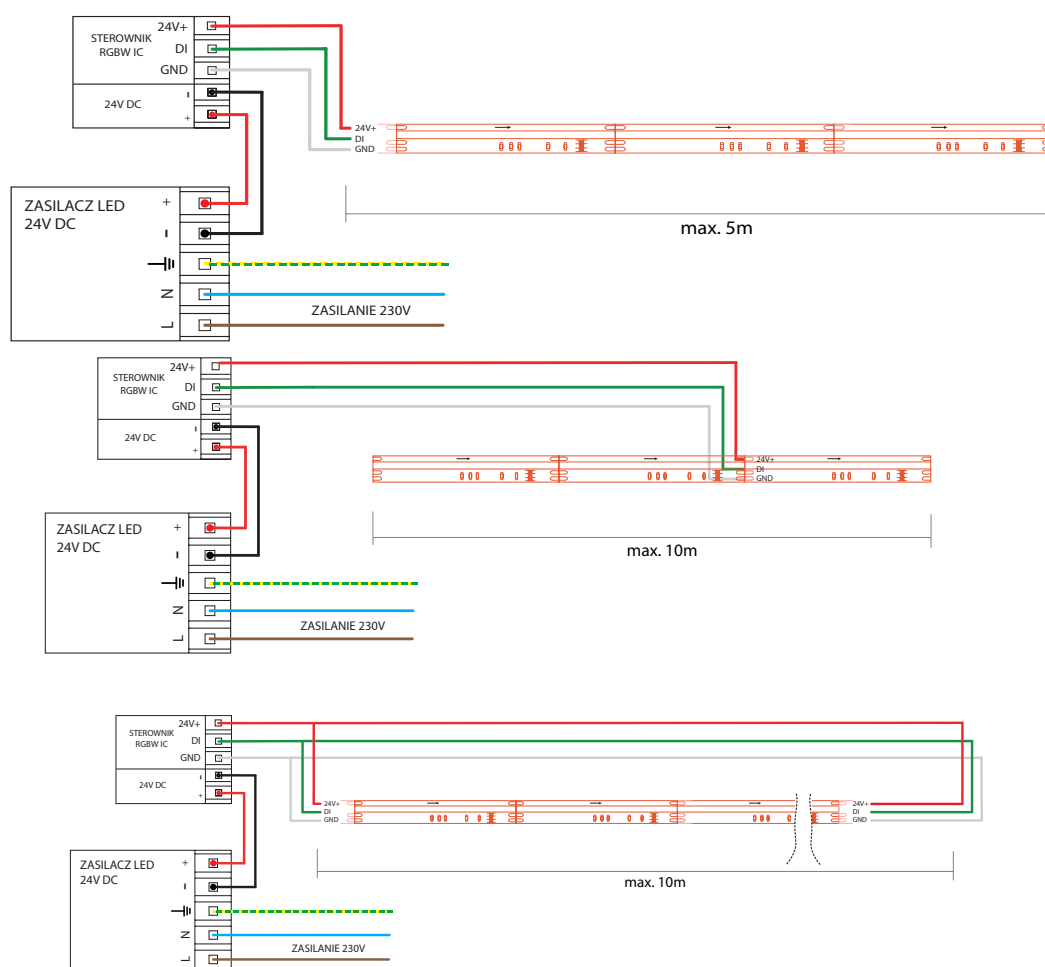 24V+
STEROWNIK
RGBW IC
DI
GND
24V DC
-
+
24V+
DI
GND
ZASILACZ LED
24V DC
+
-
N
L
max. 5m
ZASILANIE 230V
24V+
STEROWNIK
RGBW IC
DI
GND
24V DC
-
+
24V+
DI
GND
ZASILACZ LED
24V DC
+
-
N
L
max. 10m
ZASILANIE 230V
24V+
STEROWNIK
RGBW IC
DI
GND
24V DC
-
+
24V+
DI
GND
24V+
DI
GND
ZASILACZ LED
24V DC
+
-
N
L
max. 10m
ZASILANIE 230V